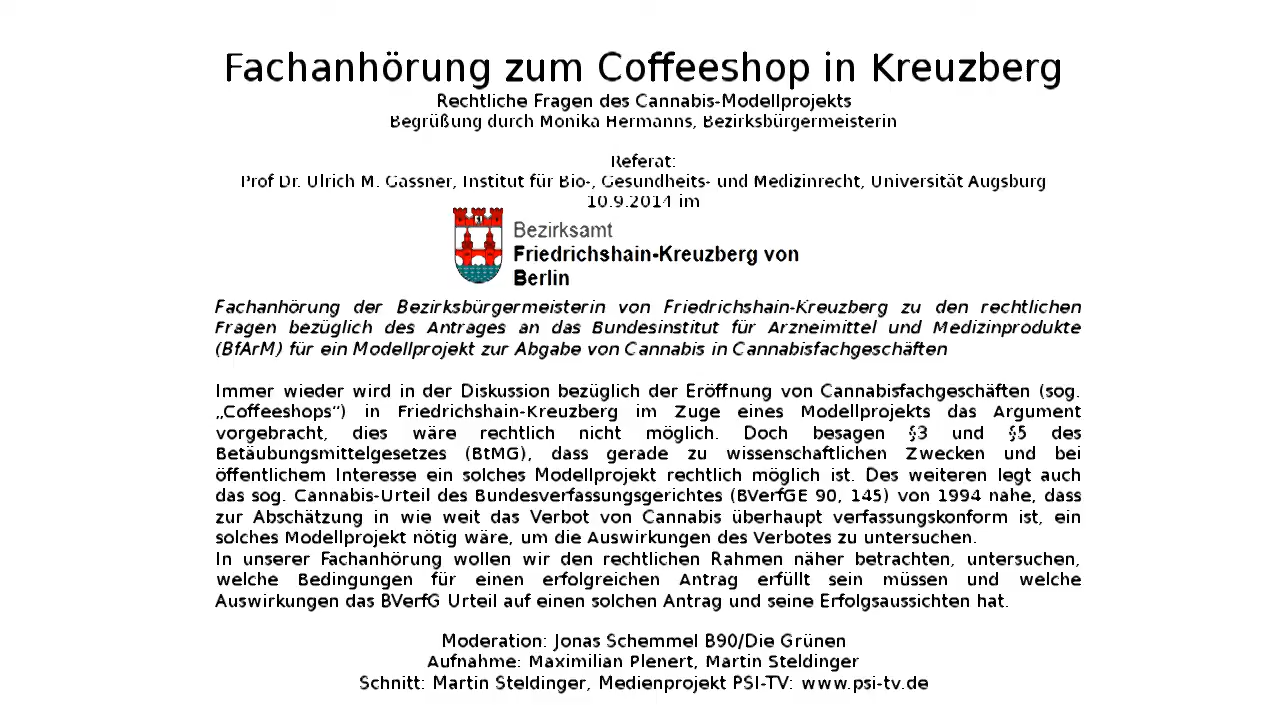 Fachanhörung zum Coffeeshop in Kreuzberg
Rechtliche Fragen des Cannabis-Modellprojekts
Begrüßung durch Monika Hermanns, Bezirksbürgermeisterin
Referat:
Prof Dr. Ulrich M. Gassner, Institut für Bio-, Gesundheits- und Medizinrecht, Universität Augsburg
10.9.2014 im
Bezirksamt
Friedrichshain-Kreuzberg von
Berlin
Fachanhörung der Bezirksbürgermeisterin von Friedrichshain-Kreuzberg zu den rechtlichen
Fragen bezüglich des Antrages an das Bundesinstitut für Arzneimittel und Medizinprodukte
(BfArM) für ein Modellprojekt zur Abgabe von Cannabis in Cannabisfachgeschäften
Immer wieder wird in der Diskussion bezüglich der Eröffnung von Cannabisfachgeschäften (sog.
„Coffeeshops“) in Friedrichshain-Kreuzberg im Zuge eines Modellprojekts das Argument
vorgebracht, dies wäre rechtlich nicht möglich. Doch besagen §3 und §5 des
Betäubungsmittelgesetzes (BtMG), dass gerade zu wissenschaftlichen Zwecken und bei
öffentlichem Interesse ein solches Modellprojekt rechtlich möglich ist. Des weiteren legt auch
das sog. Cannabis-Urteil des Bundesverfassungsgerichtes (BVerfGE 90, 145) von 1994 nahe, dass
zur Abschätzung in wie weit das Verbot von Cannabis überhaupt verfassungskonform ist, ein
solches Modellprojekt nötig wäre, um die Auswirkungen des Verbotes zu untersuchen.
In unserer Fachanhörung wollen wir den rechtlichen Rahmen näher betrachten, untersuchen,
welche Bedingungen für einen erfolgreichen Antrag erfüllt sein müssen und welche
Auswirkungen das BVerfG Urteil auf einen solchen Antrag und seine Erfolgsaussichten hat.
Moderation: Jonas Schemmel B90/Die Grünen
Aufnahme: Maximilian Plenert, Martin Steldinger
Schnitt: Martin Steldinger, Medienprojekt PSI-TV: www.psi-tv.de